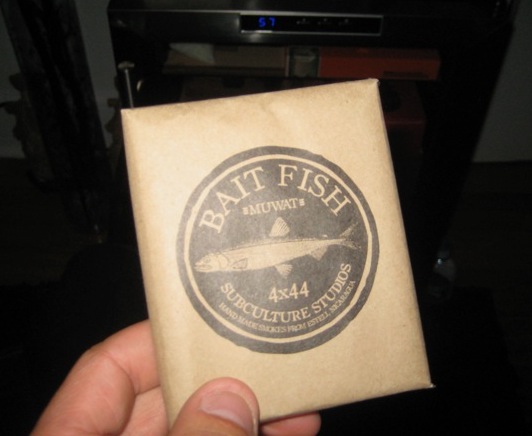 57
BAIT FISH
MUWAT
4x44
SUBCULTURE STUDIOS
HAND MADE SMOKES FROM ESTELI, NICARAGUA